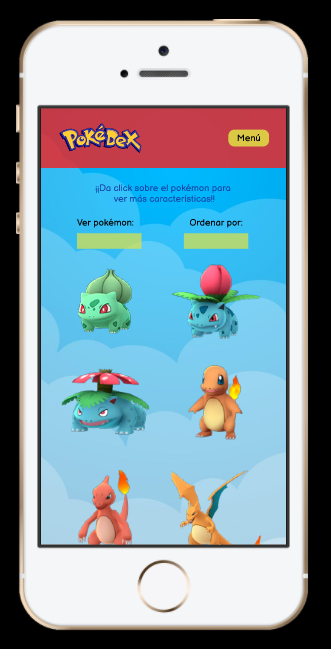 PokéDex
Menú
¡¡Da click sobre el pokémon para
ver más características!!
Ver pokémon:
Ordenar por: